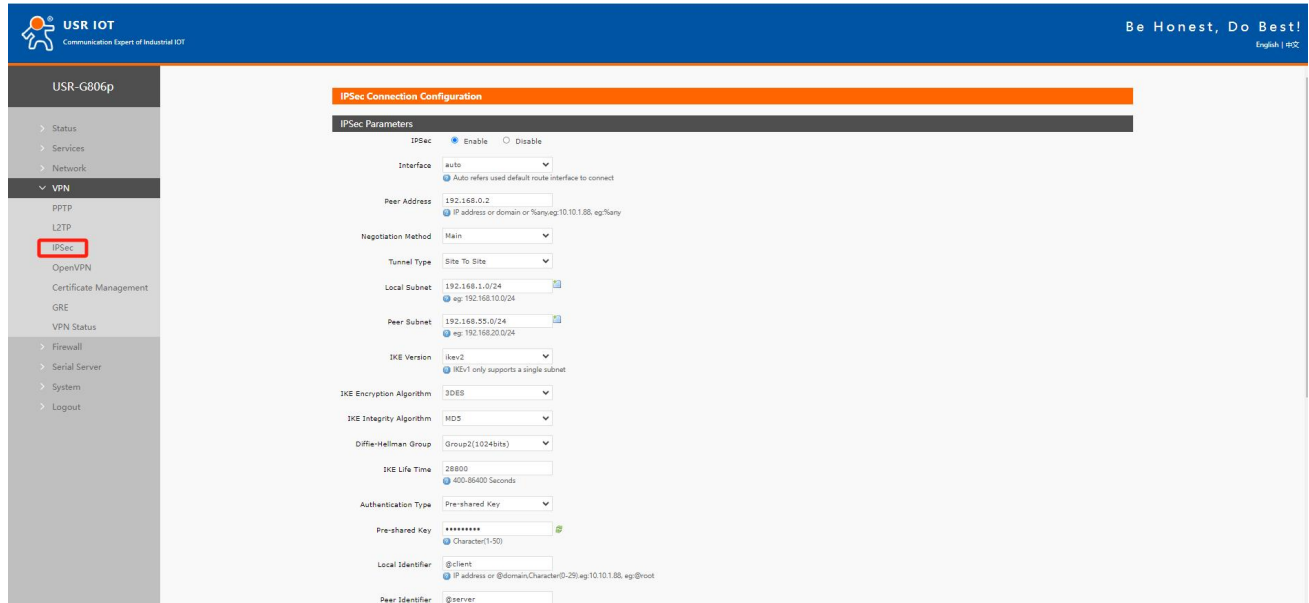 USR IOT
Communication Expert of Industrial IOT
Be Honest, Do Best!
English | 中文
USR-G806p
Status
Services
Network
VPN
PPTP
L2TP
IPSec
OpenVPN
Certificate Management
GRE
VPN Status
Firewall
Serial Server
System
Logout
IPSec Connection Configuration
IPSec Parameters
IPSec Enable Disable
Interface auto
Auto refers used default route interface to connect
Peer Address 192.168.0.2
IP address or domain or %any,eg:10.10.1.88, eg:%any
Negotiation Method Main
Tunnel Type Site To Site
Local Subnet 192.168.1.0/24
eg: 192.168.10.0/24
Peer Subnet 192.168.55.0/24
eg: 192.168.20.0/24
IKE Version ikev2
IKEv1 only supports a single subnet
IKE Encryption Algorithm 3DES
IKE Integrity Algorithm MD5
Diffie-Hellman Group Group2(1024bits)
IKE Life Time 28800
400-86400 Seconds
Authentication Type Pre-shared Key
Pre-shared Key •••••••••
Character(1-50)
Local Identifier @client
IP address or @domain,Character(0-29),eg:10.10.1.88, eg:@root
Peer Identifier @server